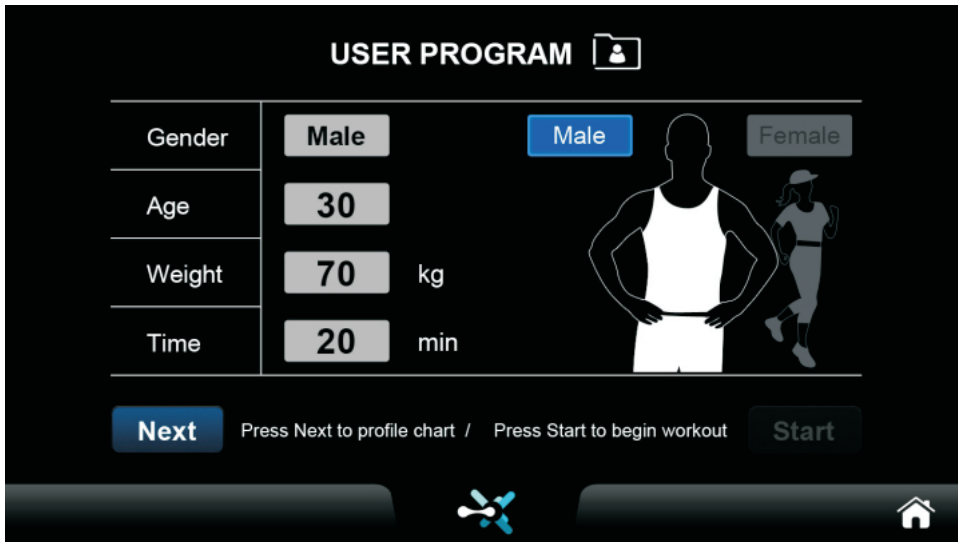 USER PROGRAM
Gender Male Male Female
Age 30
Weight 70 kg
Time 20 min
Next Press Next to profile chart / Press Start to begin workout Start